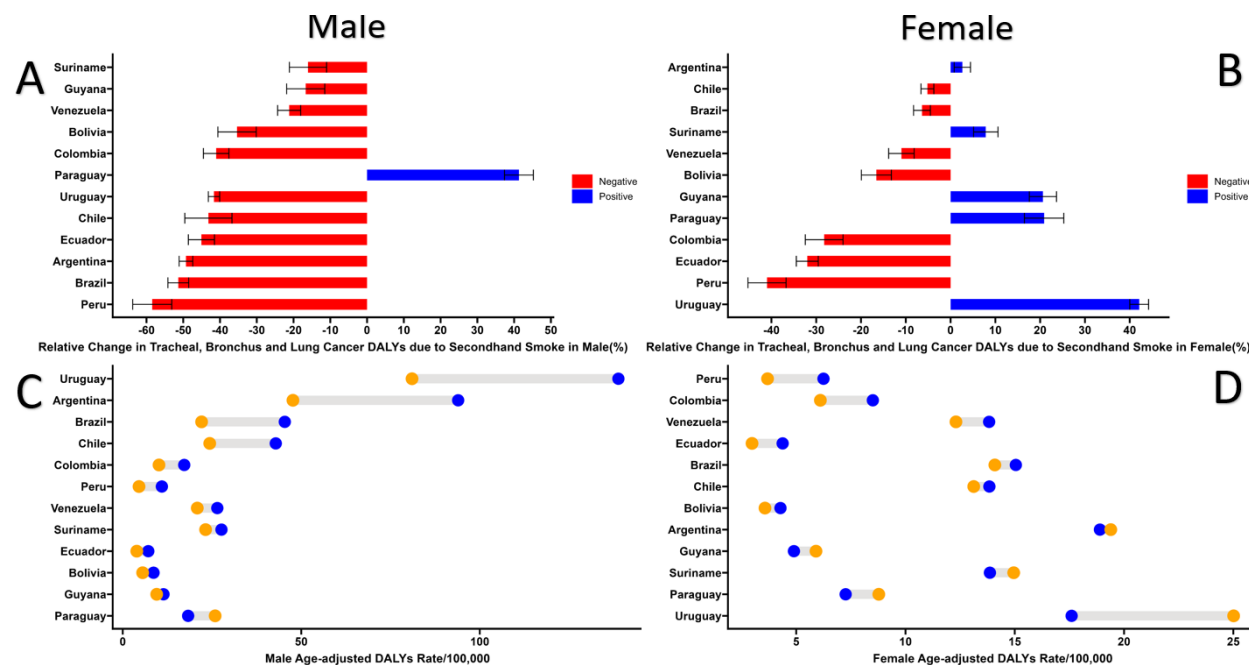 Male
Female
A
Suriname
Guyana
Venezuela
Bolivia
Colombia
Paraguay
Uruguay
Chile
Ecuador
Argentina
Brazil
Peru
Negative
Positive
-60 -50 -40 -30 -20 -10 0 10 20 30 40 50
Relative Change in Tracheal, Bronchus and Lung Cancer DALYs due to Secondhand Smoke in Male(%)
B
Argentina
Chile
Brazil
Suriname
Venezuela
Bolivia
Guyana
Paraguay
Colombia
Ecuador
Peru
Uruguay
Negative
Positive
-40 -30 -20 -10 0 10 20 30 40
Relative Change in Tracheal, Bronchus and Lung Cancer DALYs due to Secondhand Smoke in Female(%)
C
Uruguay
Argentina
Brazil
Chile
Colombia
Peru
Venezuela
Suriname
Ecuador
Bolivia
Guyana
Paraguay
0 50 100
Male Age-adjusted DALYs Rate/100,000
D
Peru
Colombia
Venezuela
Ecuador
Brazil
Chile
Bolivia
Argentina
Guyana
Suriname
Paraguay
Uruguay
5 10 15 20 25
Female Age-adjusted DALYs Rate/100,000